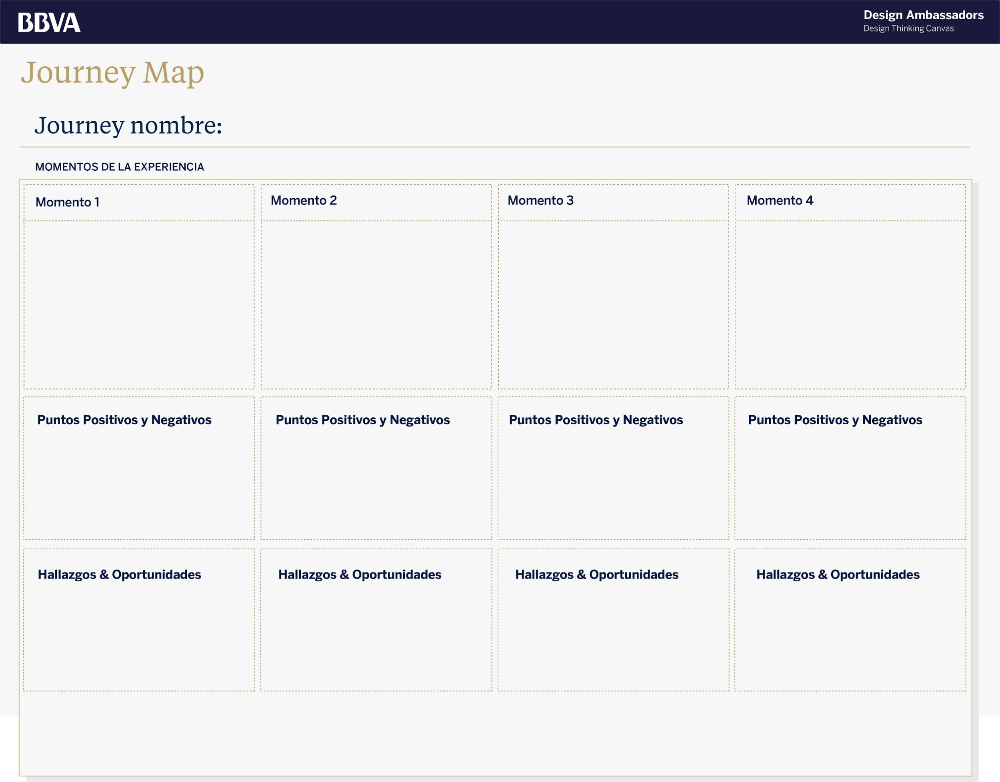 BBVA
Design Ambassadors
Design Thinking Canvas
Journey Map
Journey nombre:
MOMENTOS DE LA EXPERIENCIA
Momento 1
Momento 2
Momento 3
Momento 4
Puntos Positivos y Negativos
Puntos Positivos y Negativos
Puntos Positivos y Negativos
Puntos Positivos y Negativos
Hallazgos & Oportunidades
Hallazgos & Oportunidades
Hallazgos & Oportunidades
Hallazgos & Oportunidades